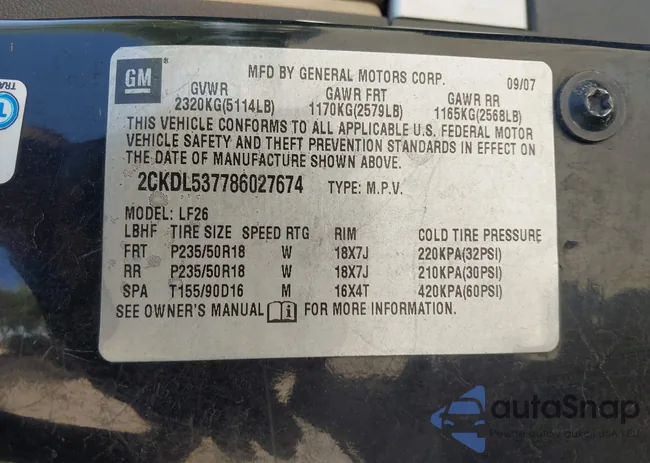 GM
MFD BY GENERAL MOTORS CORP. 09/07
GVWR GAWR FRT GAWR RR
2320KG(5114LB) 1170KG(2579LB) 1165KG(2568LB)
THIS VEHICLE CONFORMS TO ALL APPLICABLE U.S. FEDERAL MOTOR
VEHICLE SAFETY AND THEFT PREVENTION STANDARDS IN EFFECT ON
THE DATE OF MANUFACTURE SHOWN ABOVE.
2CKDL537786027674 TYPE: M.P.V.
MODEL: LF26
LBHF TIRE SIZE SPEED RTG RIM COLD TIRE PRESSURE
FRT P235/50R18 W 18X7J 220KPA(32PSI)
RR P235/50R18 W 18X7J 210KPA(30PSI)
SPA T155/90D16 M 16X4T 420KPA(60PSI)
SEE OWNER'S MANUAL FOR MORE INFORMATION.
TRA
autoSnap